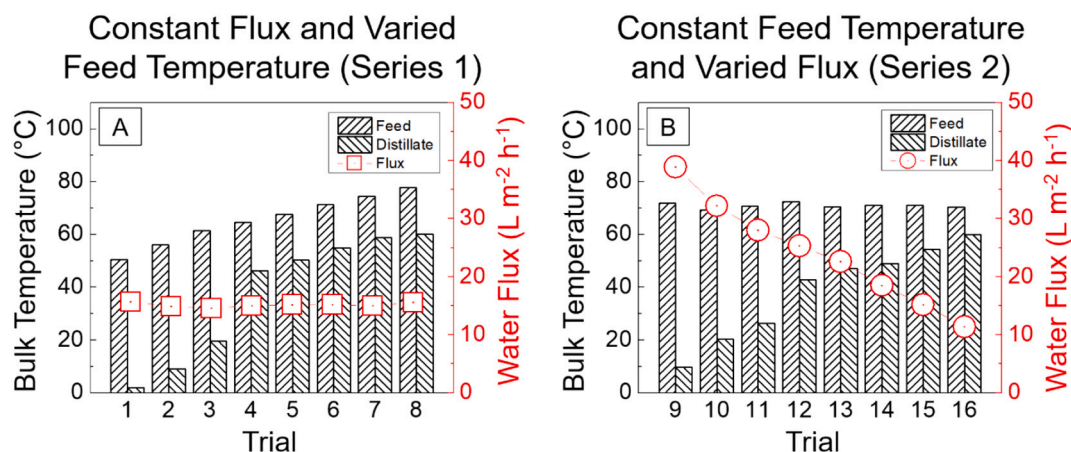 Constant Flux and Varied
Feed Temperature (Series 1)
A
Feed
Distillate
Flux
Bulk Temperature (°C)
100
80
60
40
20
0
50
40
30
20
10
0
Water Flux (L m⁻² h⁻¹)
1 2 3 4 5 6 7 8
Trial
Constant Feed Temperature
and Varied Flux (Series 2)
B
Feed
Distillate
Flux
Bulk Temperature (°C)
100
80
60
40
20
0
50
40
30
20
10
0
Water Flux (L m⁻² h⁻¹)
9 10 11 12 13 14 15 16
Trial